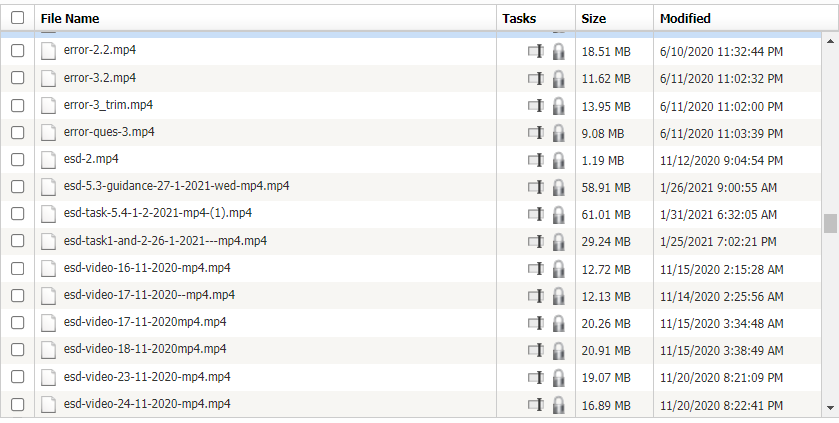 File Name Tasks Size Modified
error-2.2.mp4 18.51 MB 6/10/2020 11:32:44 PM
error-3.2.mp4 11.62 MB 6/11/2020 11:02:32 PM
error-3_trim.mp4 13.95 MB 6/11/2020 11:02:00 PM
error-ques-3.mp4 9.08 MB 6/11/2020 11:03:39 PM
esd-2.mp4 1.19 MB 11/12/2020 9:04:54 PM
esd-5.3-guidance-27-1-2021-wed-mp4.mp4 58.91 MB 1/26/2021 9:00:55 AM
esd-task-5.4-1-2-2021-mp4-(1).mp4 61.01 MB 1/31/2021 6:32:05 AM
esd-task1-and-2-26-1-2021---mp4.mp4 29.24 MB 1/25/2021 7:02:21 PM
esd-video-16-11-2020-mp4.mp4 12.72 MB 11/15/2020 2:15:28 AM
esd-video-17-11-2020--mp4.mp4 12.13 MB 11/14/2020 2:25:56 AM
esd-video-17-11-2020mp4.mp4 20.26 MB 11/15/2020 3:34:48 AM
esd-video-18-11-2020mp4.mp4 20.91 MB 11/15/2020 3:38:49 AM
esd-video-23-11-2020-mp4.mp4 19.07 MB 11/20/2020 8:21:09 PM
esd-video-24-11-2020-mp4.mp4 16.89 MB 11/20/2020 8:22:41 PM